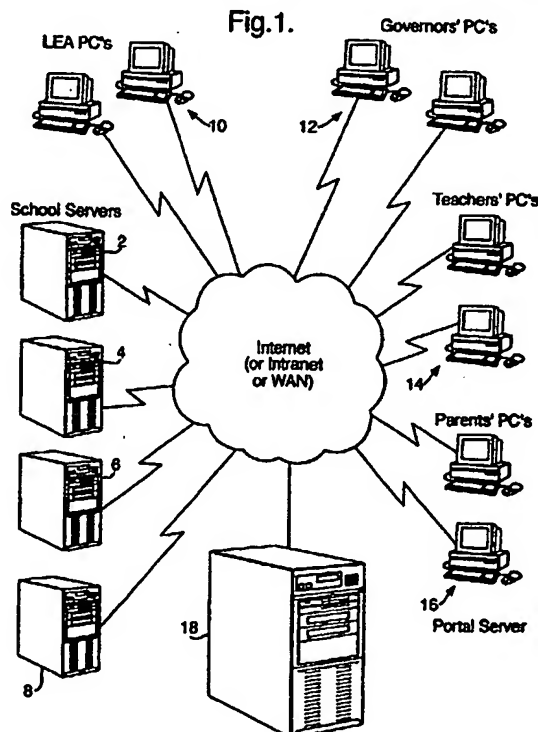 Fig.1.
LEA PC's
Governors' PC's
10
12
School Servers
Teachers' PC's
2
4
Internet
(or Intranet
or WAN)
14
Parents' PC's
6
16
Portal Server
18
8